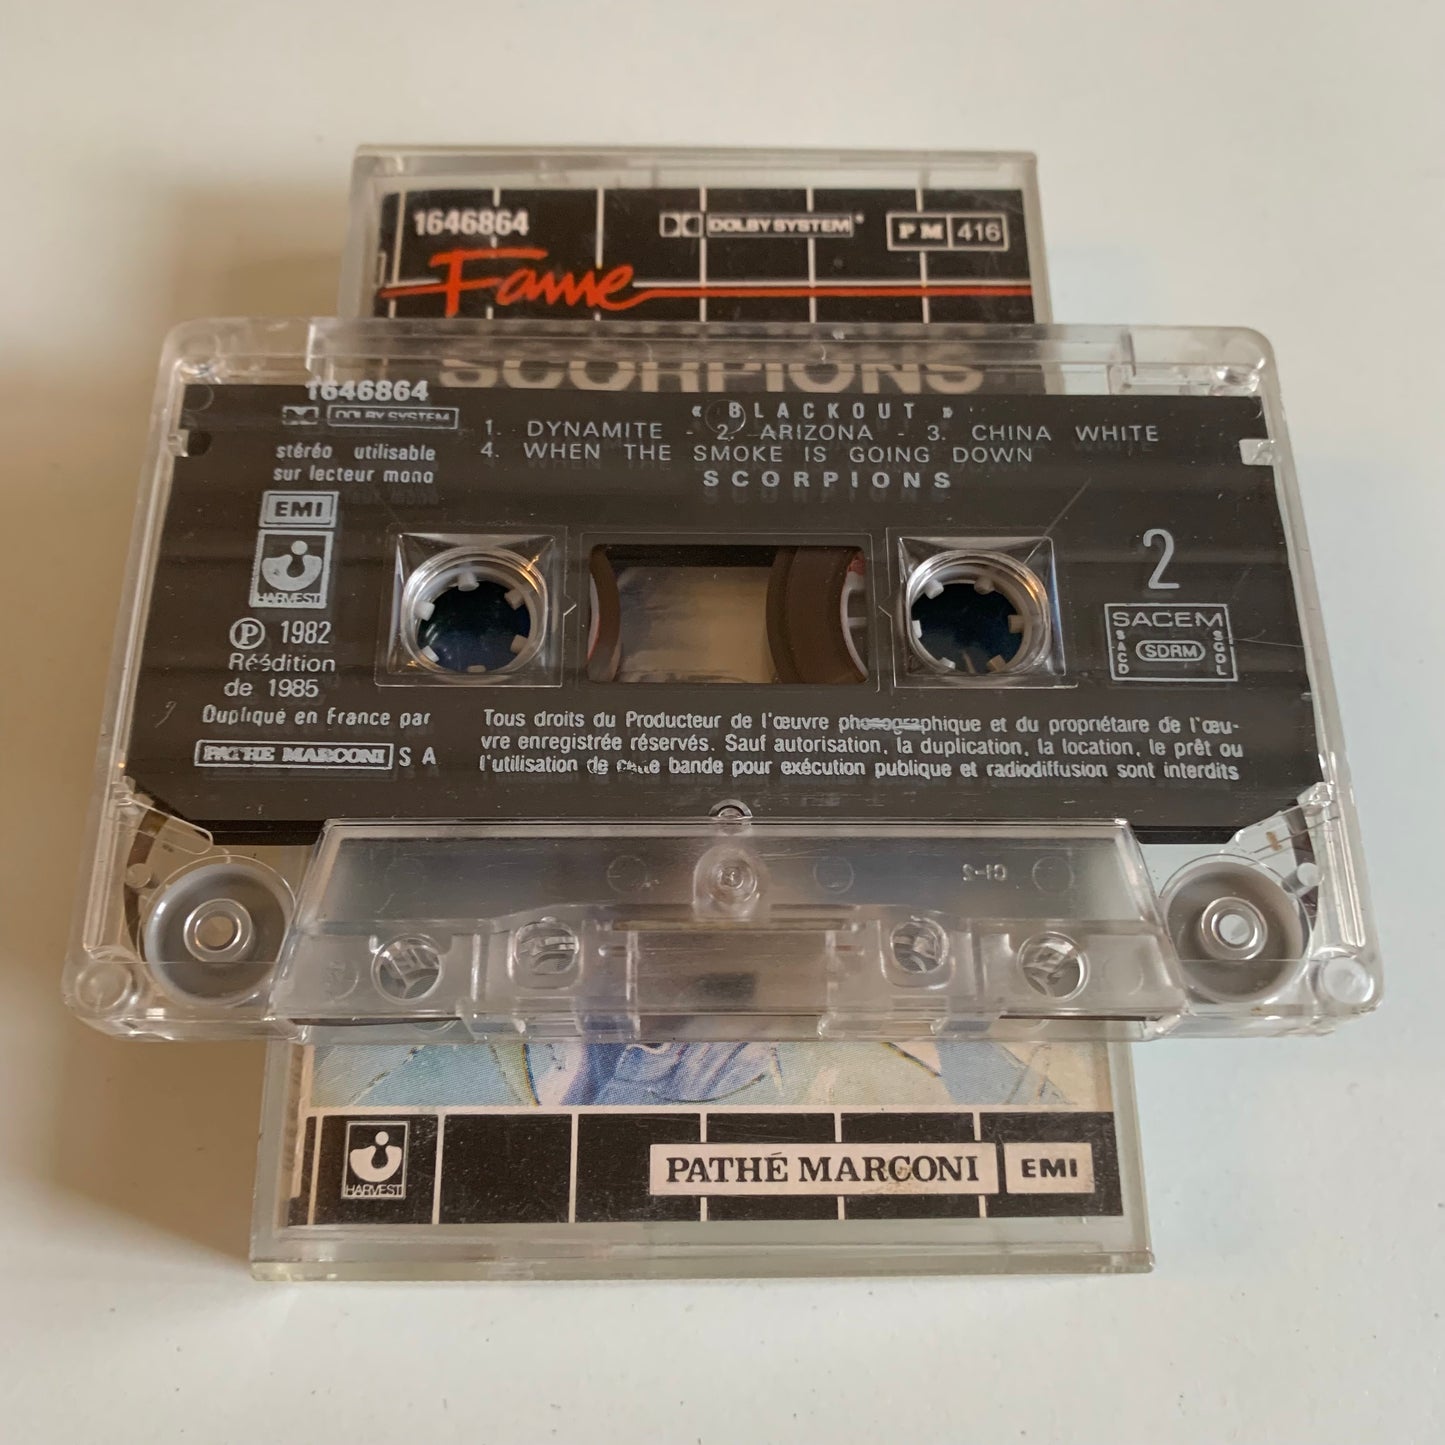 1646864
DOLBY SYSTEM
PM 416
Fame
SCORPIONS
1646864
DOLBY SYSTEM
stéréo utilisable
sur lecteur mono
EMI
HARVEST
℗ 1982
Réédition
de 1985
Dupliqué en France par
PATHE MARCONI S A
« BLACKOUT »
1. DYNAMITE - 2. ARIZONA - 3. CHINA WHITE
4. WHEN THE SMOKE IS GOING DOWN
SCORPIONS
2
SACEM
SACD
SDRM
SGDL
Tous droits du Producteur de l'œuvre phonographique et du propriétaire de l'œu-
vre enregistrée réservés. Sauf autorisation, la duplication, la location, le prêt ou
l'utilisation de cette bande pour exécution publique et radiodiffusion sont interdits
HARVEST
PATHÉ MARCONI
EMI